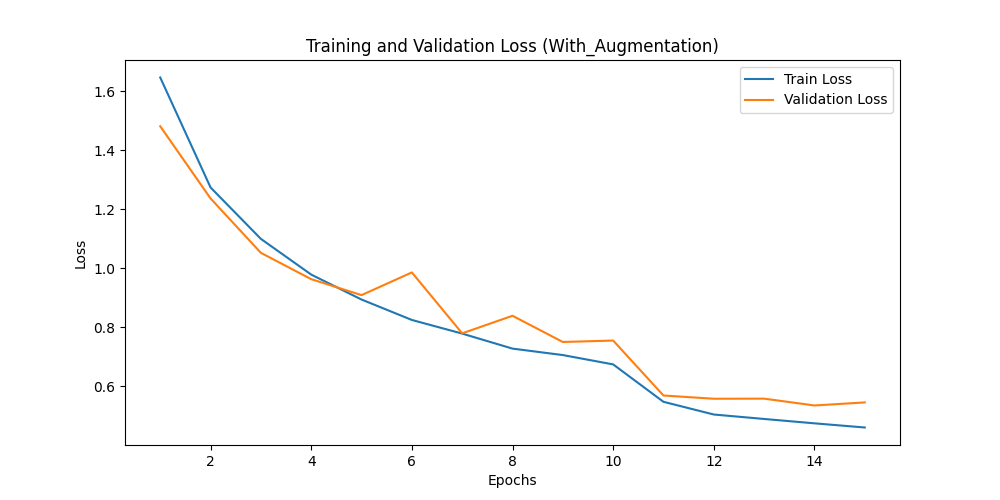 Training and Validation Loss (With_Augmentation)
Train Loss
Validation Loss
1.6
1.4
1.2
1.0
0.8
0.6
Loss
2 4 6 8 10 12 14
Epochs